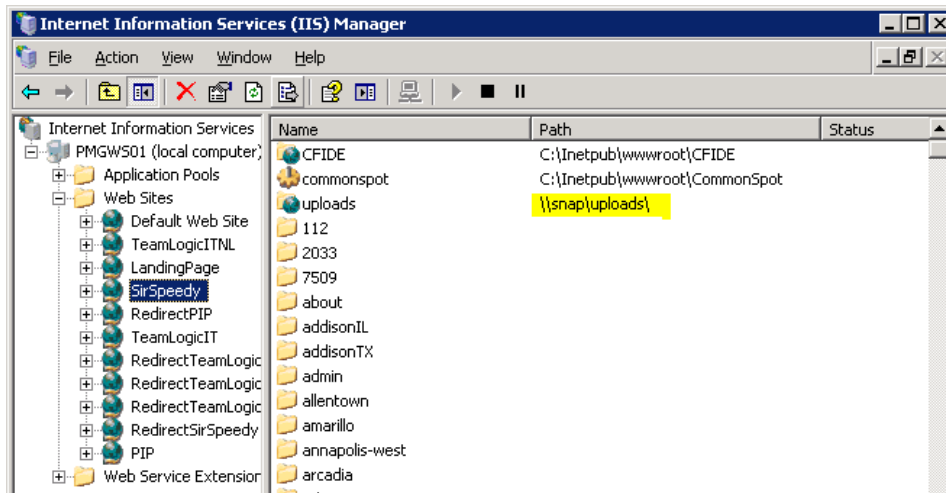 Internet Information Services (IIS) Manager
File Action View Window Help
Internet Information Services
PMGWS01 (local computer)
Application Pools
Web Sites
Default Web Site
TeamLogicITNL
LandingPage
SirSpeedy
RedirectPIP
TeamLogicIT
RedirectTeamLogic
RedirectTeamLogic
RedirectTeamLogic
RedirectSirSpeedy
PIP
Web Service Extension
Name Path Status
CFIDE C:\Inetpub\wwwroot\CFIDE
commonspot C:\Inetpub\wwwroot\CommonSpot
uploads \\snap\uploads\
112
2033
7509
about
addisonIL
addisonTX
admin
allentown
amarillo
annapolis-west
arcadia